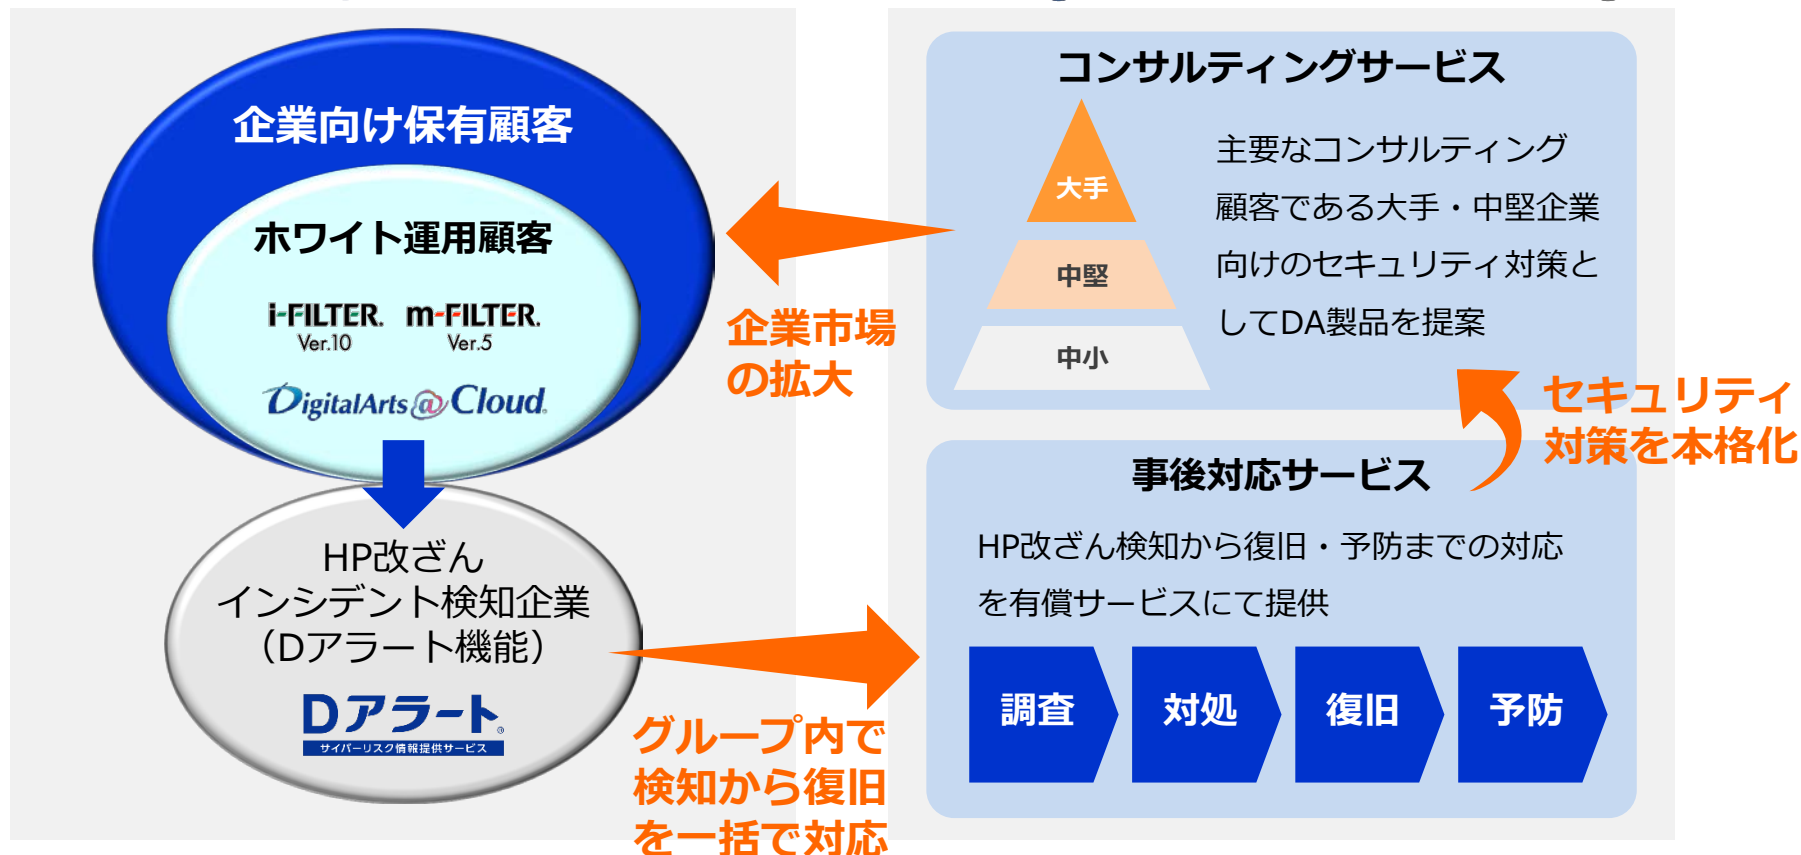 企業向け保有顧客
ホワイト運用顧客
i-FILTER. m-FILTER.
Ver.10 Ver.5
DigitalArts@Cloud.
HP改ざん
インシデント検知企業
（Dアラート機能）
Dアラート®
サイバーリスク情報提供サービス
企業市場
の拡大
グループ内で
検知から復旧
を一括で対応
コンサルティングサービス
大手
中堅
中小
主要なコンサルティング
顧客である大手・中堅企業
向けのセキュリティ対策と
してDA製品を提案
セキュリティ
対策を本格化
事後対応サービス
HP改ざん検知から復旧・予防までの対応
を有償サービスにて提供
調査 対処 復旧 予防